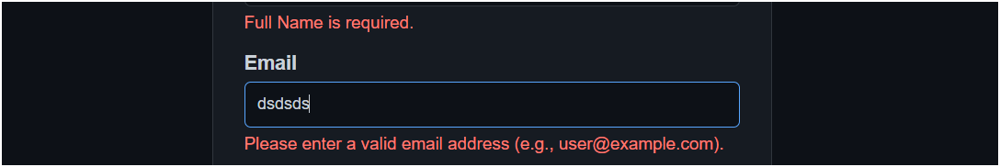 Full Name is required.
Email
dsdsds
Please enter a valid email address (e.g., user@example.com).